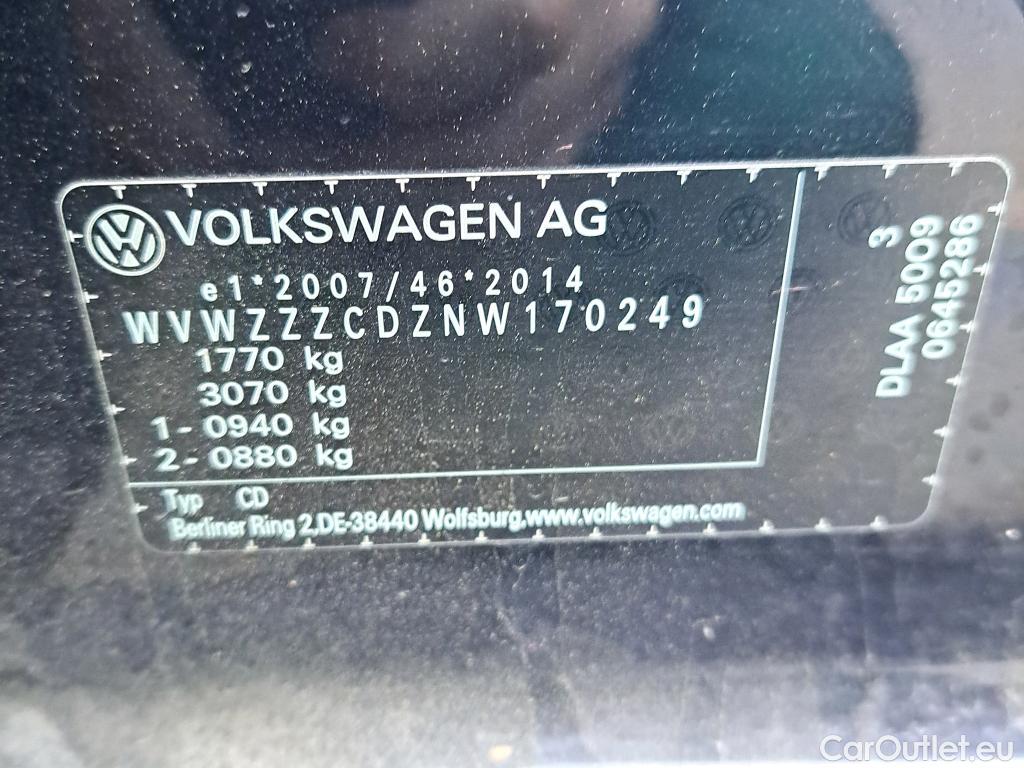 VOLKSWAGEN AG
e1*2007/46*2014
WVWZZZCDZNW170249
1770 kg
3070 kg
1-0940 kg
2-0880 kg
Typ CD
Berliner Ring 2,DE-38440 Wolfsburg,www.volkswagen.com
3
DLAA 5009
0645286
CarOutlet.eu